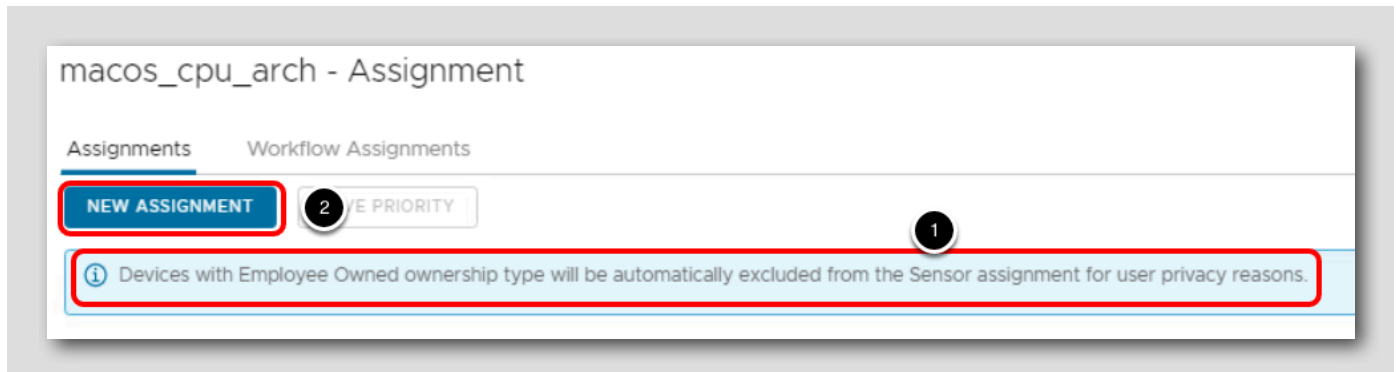 macos_cpu_arch - Assignment
Assignments Workflow Assignments
NEW ASSIGNMENT 2 PRIORITY
1
Devices with Employee Owned ownership type will be automatically excluded from the Sensor assignment for user privacy reasons.